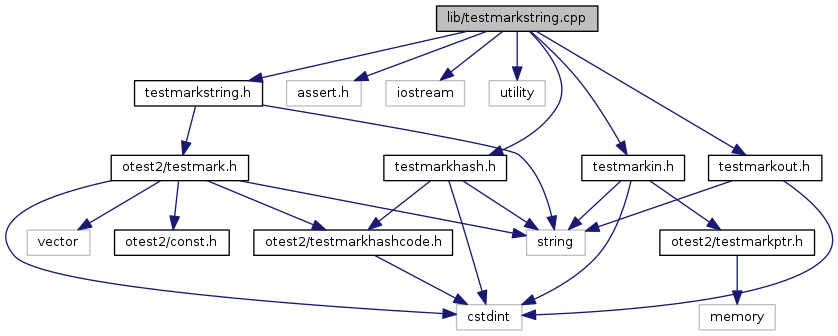 lib/testmarkstring.cpp
testmarkstring.h
assert.h
iostream
utility
otest2/testmark.h
testmarkhash.h
testmarkin.h
testmarkout.h
vector
otest2/const.h
otest2/testmarkhashcode.h
string
otest2/testmarkptr.h
cstdint
memory